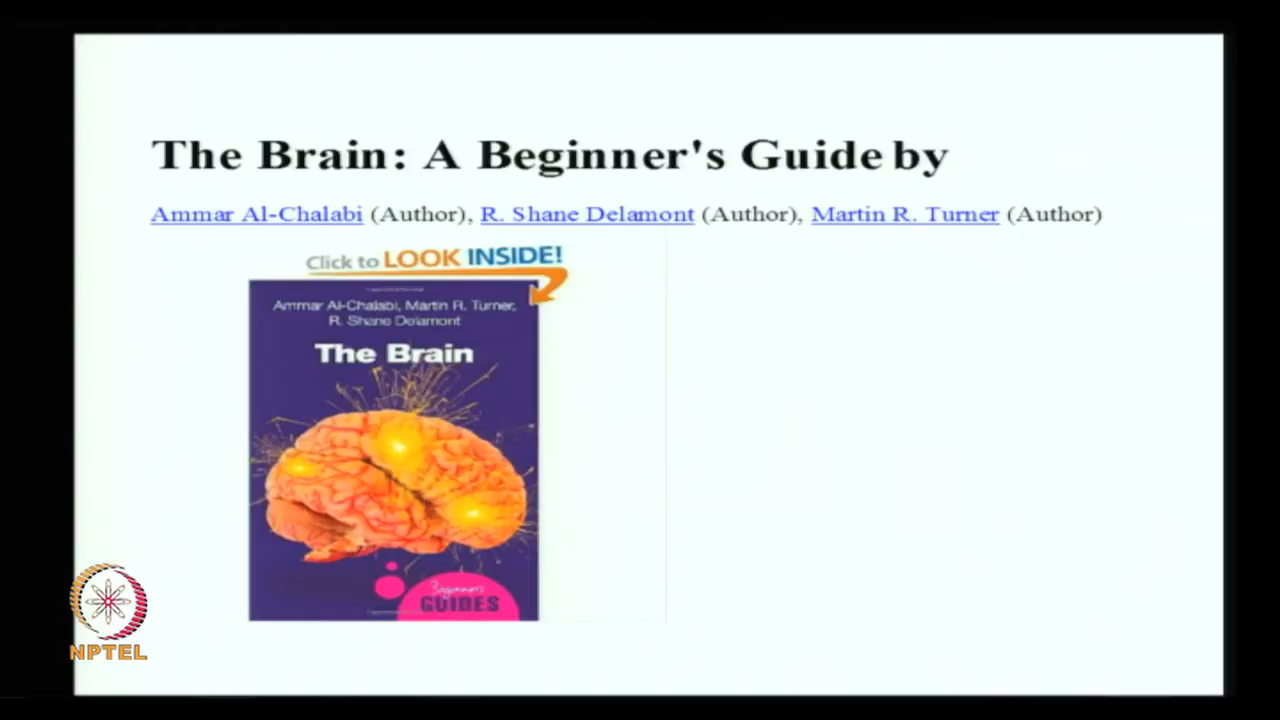 The Brain: A Beginner's Guide by
Ammar Al-Chalabi (Author), R. Shane Delamont (Author), Martin R. Turner (Author)
Click to LOOK INSIDE!
Ammar Al-Chalabi, Martin R. Turner,
R. Shane Delamont
The Brain
Beginners
GUIDES
NPTEL